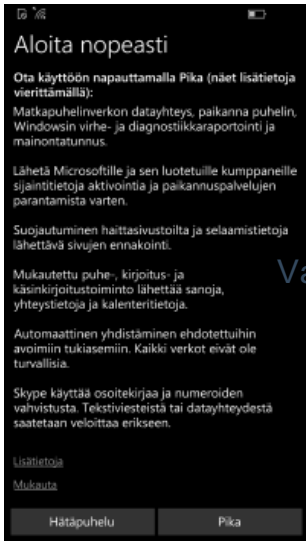 Aloita nopeasti
Ota käyttöön napauttamalla Pika (näet lisätietoja
vierittämällä):
Matkapuhelinverkon datayhteys, paikanna puhelin,
Windowsin virhe- ja diagnostiikkaraportointi ja
mainontatunnus.
Lähetä Microsoftille ja sen luotetuille kumppaneille
sijaintitietoja aktivointia ja paikannuspalvelujen
parantamista varten.
Suojautuminen haittasivustoilta ja selaamistietoja
lähettävä sivujen ennakointi.
Mukautettu puhe-, kirjoitus- ja
käsinkirjoitustoiminto lähettää sanoja,
yhteystietoja ja kalenteritietoja.
Automaattinen yhdistäminen ehdotettuihin
avoimiin tukiasemiin. Kaikki verkot eivät ole
turvallisia.
Skype käyttää osoitekirjaa ja numeroiden
vahvistusta. Tekstiviesteistä tai datayhteydestä
saatetaan veloittaa erikseen.
Lisätietoja
Mukauta
Hätäpuhelu Pika